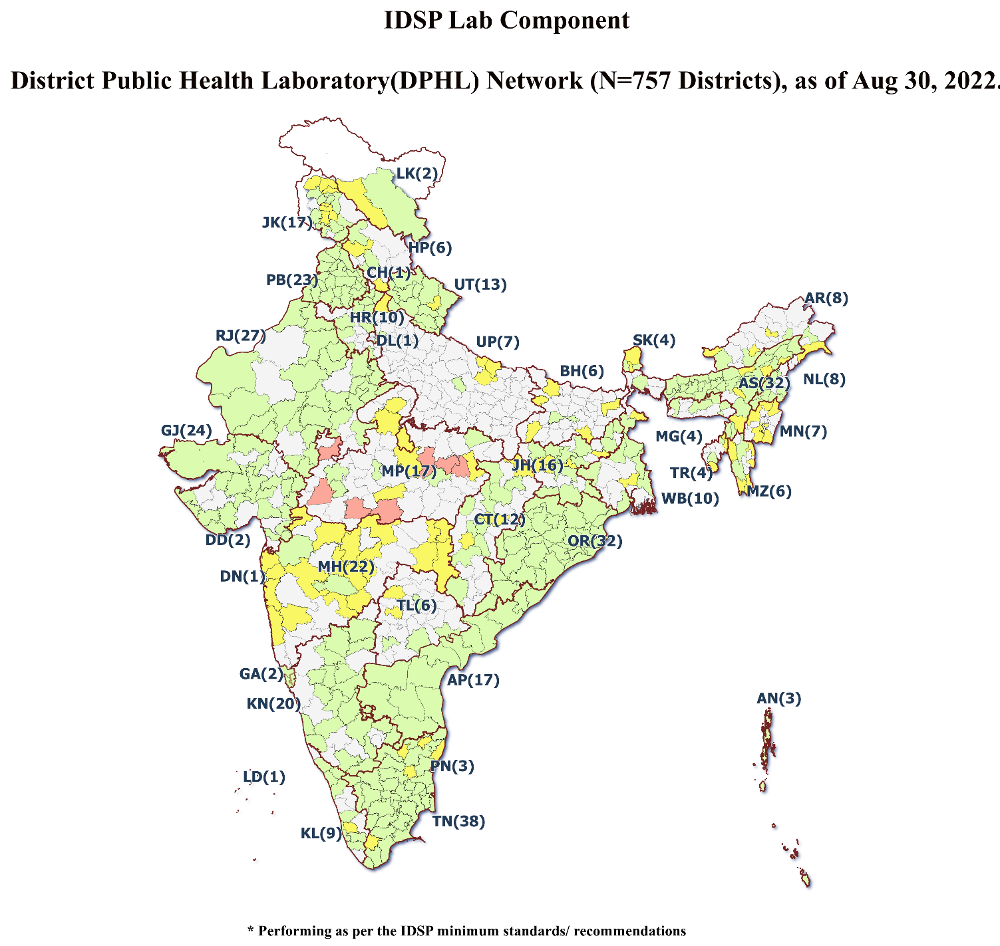 IDSP Lab Component
District Public Health Laboratory(DPHL) Network (N=757 Districts), as of Aug 30, 2022.
LK(2)
JK(17)
HP(6)
CH(1)
PB(23)
UT(13)
AR(8)
HR(10)
RJ(27)
DL(1)
UP(7)
SK(4)
BH(6)
AS(32)
NL(8)
GJ(24)
MG(4)
MN(7)
MP(17)
JH(16)
TR(4)
MZ(6)
WB(10)
CT(12)
DD(2)
OR(32)
MH(22)
DN(1)
TL(6)
GA(2)
AP(17)
KN(20)
AN(3)
PN(3)
LD(1)
TN(38)
KL(9)
* Performing as per the IDSP minimum standards/ recommendations